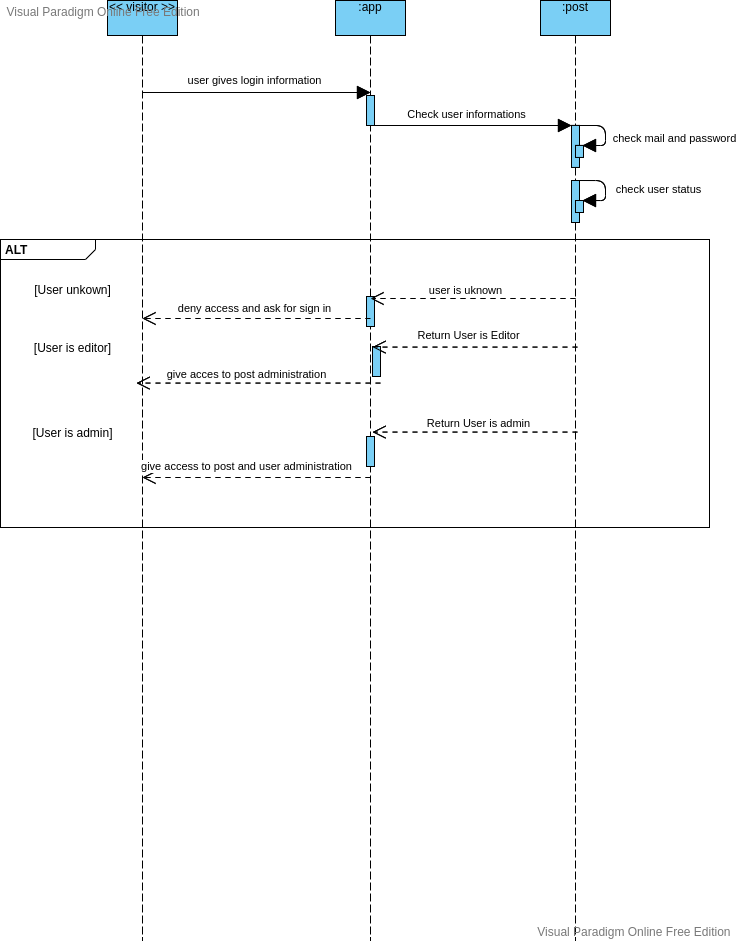 Visual Paradigm Online Free Edition
<< visitor >>
:app
:post
user gives login information
Check user informations
check mail and password
check user status
ALT
[User unkown]
user is uknown
deny access and ask for sign in
[User is editor]
Return User is Editor
give acces to post administration
[User is admin]
Return User is admin
give access to post and user administration
Visual Paradigm Online Free Edition